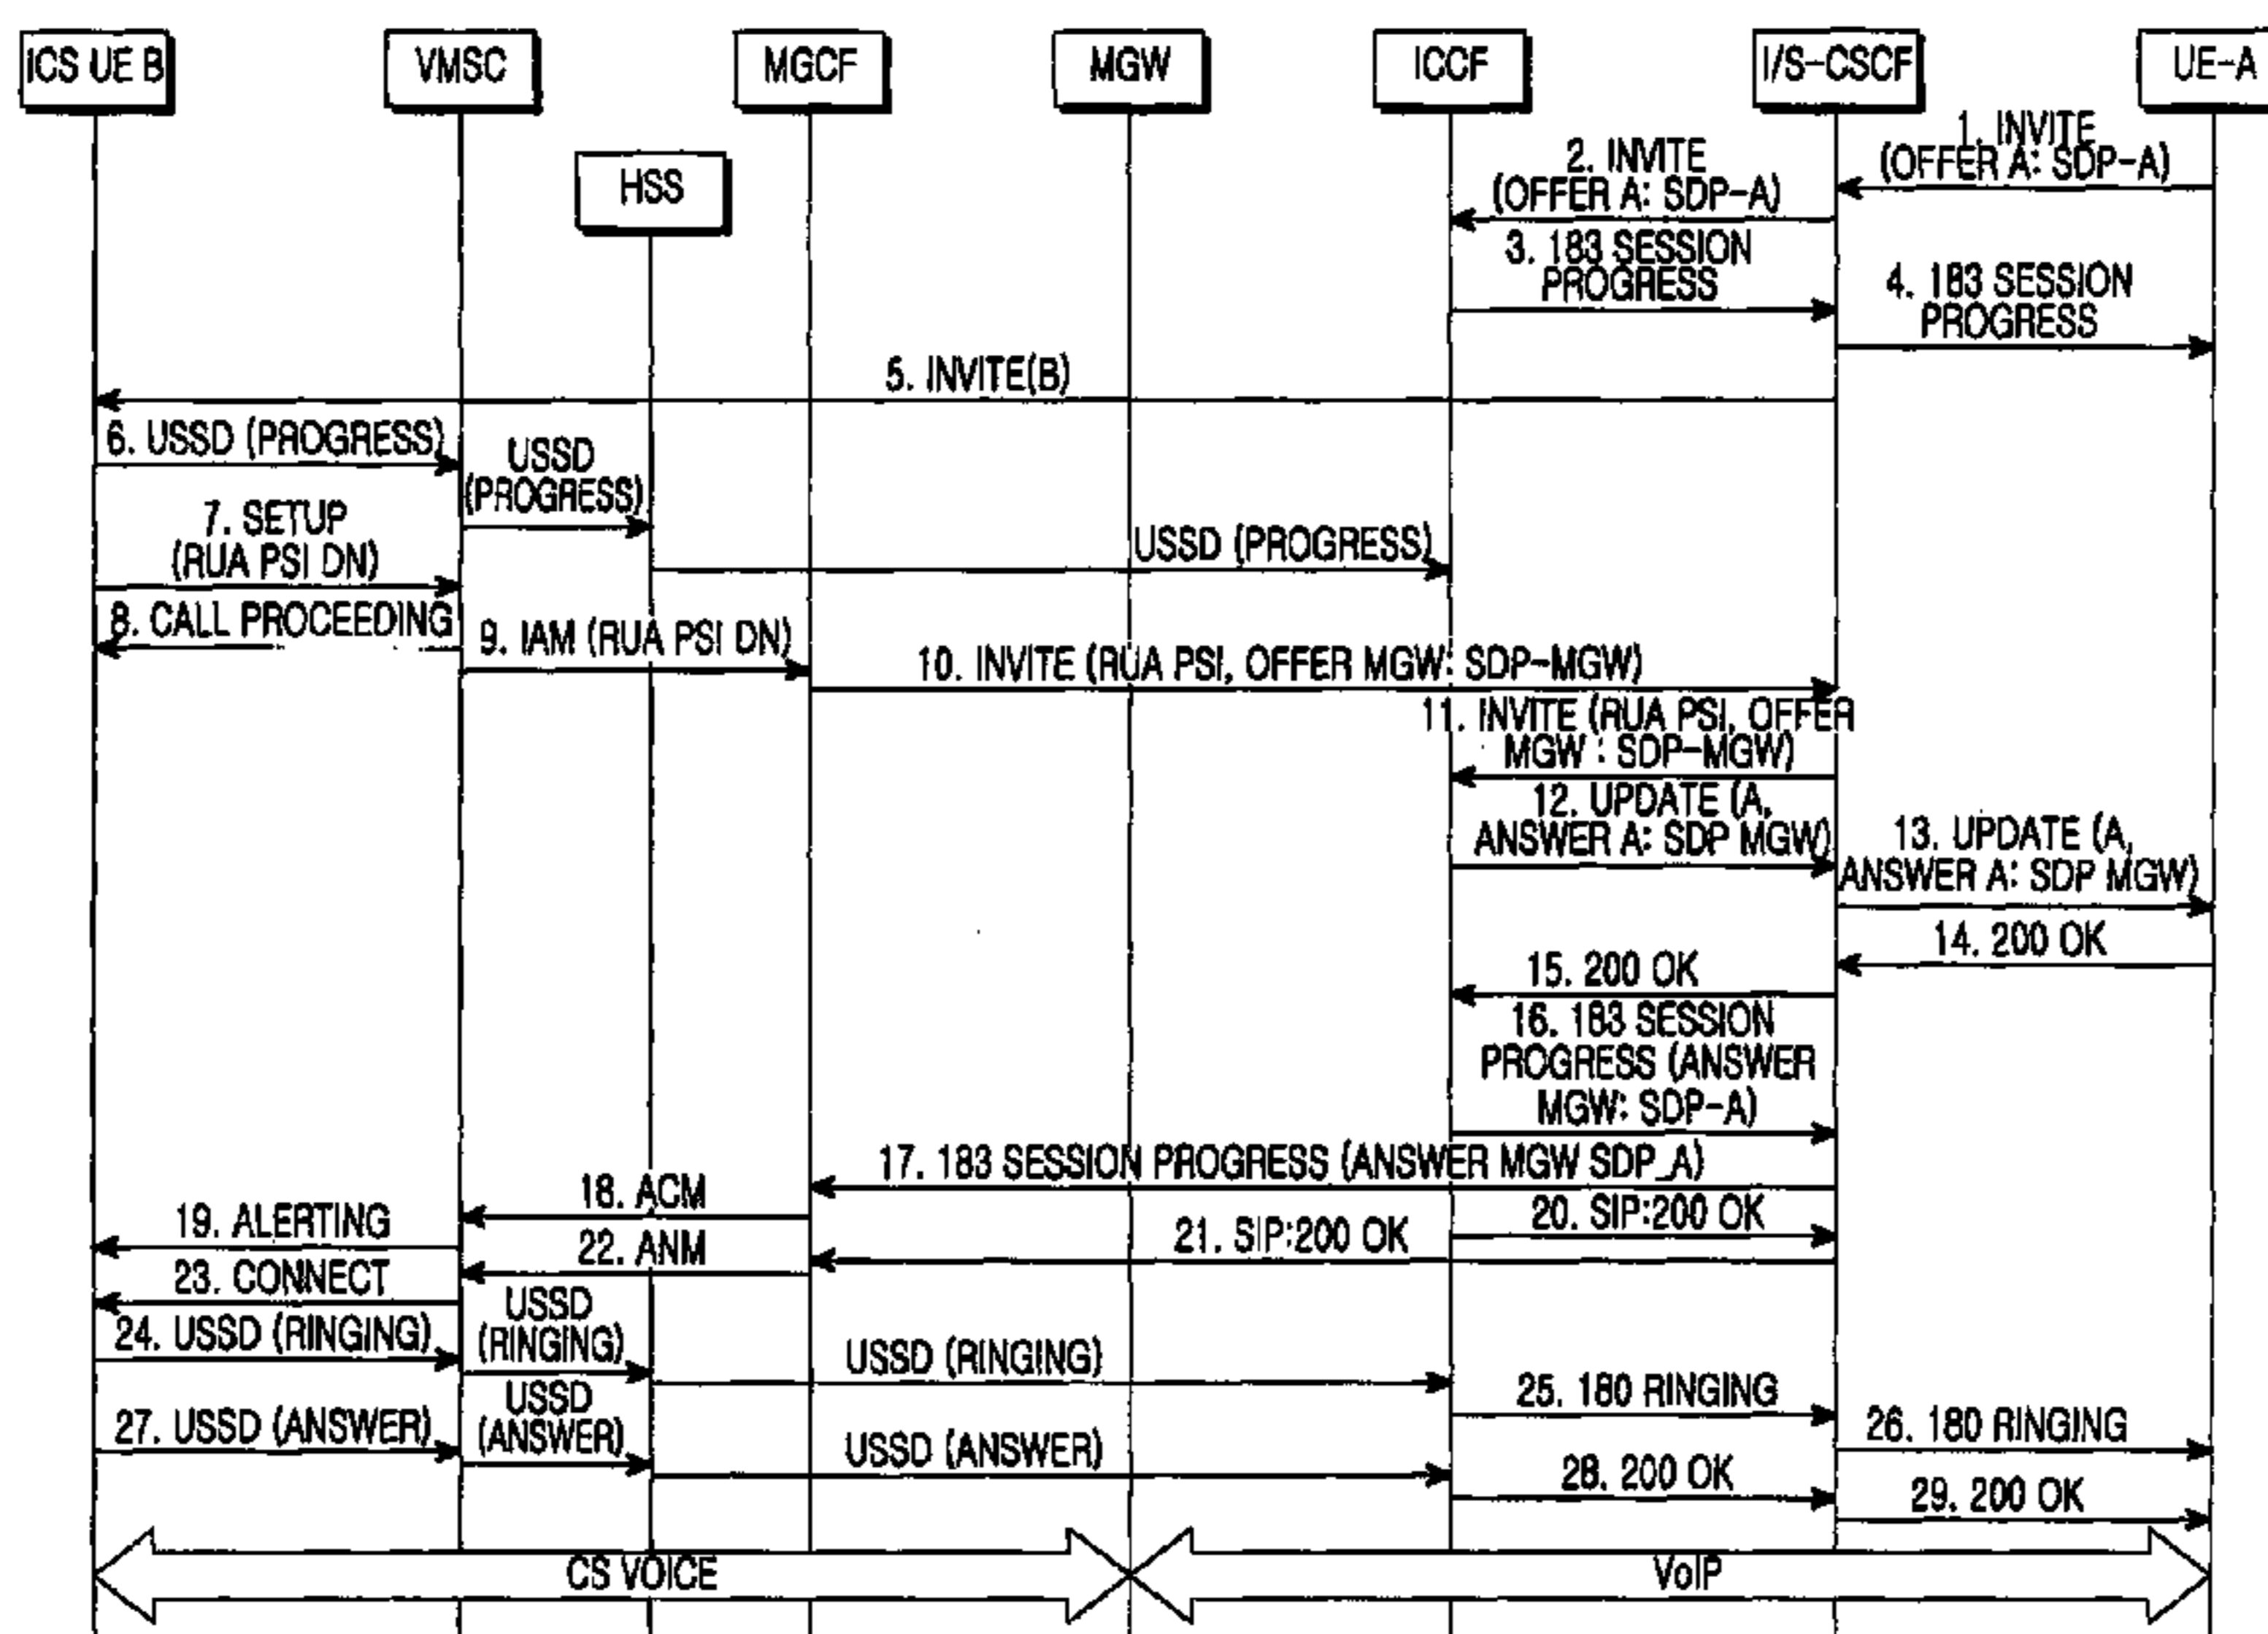 ICS UE B
VMSC
MGCF
MGW
ICCF
I/S-CSCF
UE-A
HSS
1. INVITE
(OFFER A: SDP-A)
2. INVITE
(OFFER A: SDP-A)
3. 183 SESSION
PROGRESS
4. 183 SESSION
PROGRESS
5. INVITE(B)
6. USSD (PROGRESS)
USSD
(PROGRESS)
USSD (PROGRESS)
7. SETUP
(RUA PSI DN)
8. CALL PROCEEDING
9. IAM (RUA PSI DN)
10. INVITE (RUA PSI, OFFER MGW: SDP-MGW)
11. INVITE (RUA PSI, OFFER
MGW : SDP-MGW)
12. UPDATE (A,
ANSWER A: SDP MGW)
13. UPDATE (A,
ANSWER A: SDP MGW)
14. 200 OK
15. 200 OK
16. 183 SESSION
PROGRESS (ANSWER
MGW: SDP-A)
17. 183 SESSION PROGRESS (ANSWER MGW SDP_A)
18. ACM
19. ALERTING
20. SIP:200 OK
21. SIP:200 OK
22. ANM
23. CONNECT
24. USSD (RINGING)
USSD
(RINGING)
USSD (RINGING)
25. 180 RINGING
26. 180 RINGING
27. USSD (ANSWER)
USSD
(ANSWER)
USSD (ANSWER)
28. 200 OK
29. 200 OK
CS VOICE
VoIP